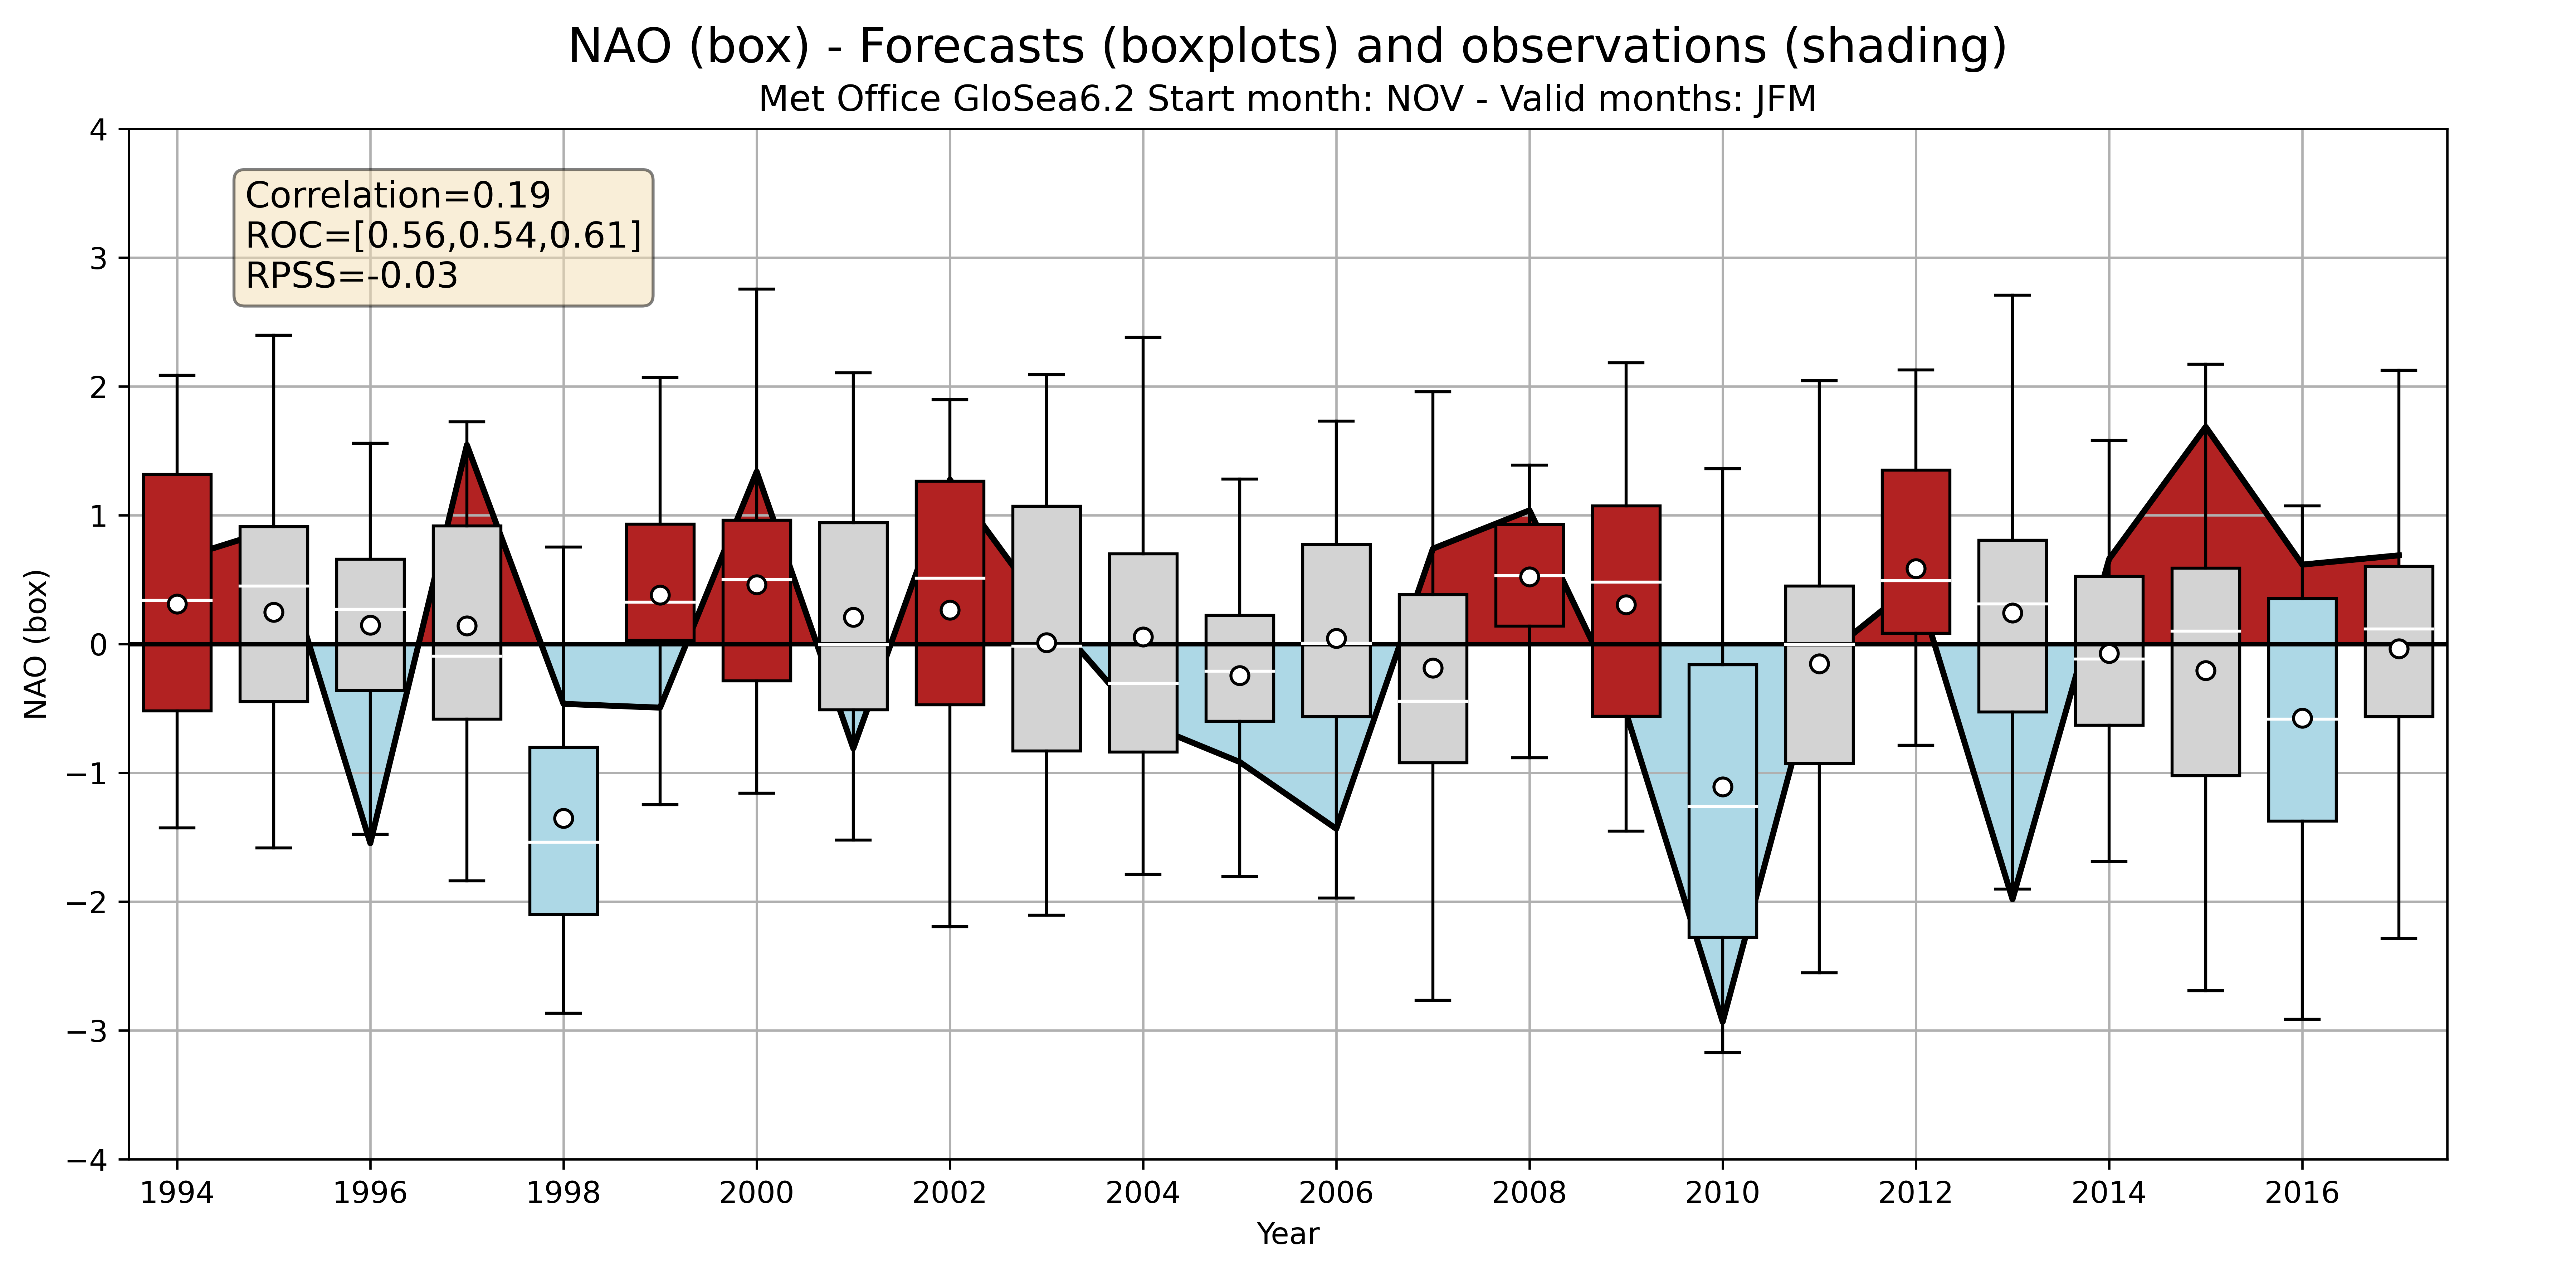 NAO (box) - Forecasts (boxplots) and observations (shading)
Met Office GloSea6.2 Start month: NOV - Valid months: JFM
Correlation=0.19
ROC=[0.56,0.54,0.61]
RPSS=-0.03
NAO (box)
4
3
2
1
0
−1
−2
−3
−4
1994 1996 1998 2000 2002 2004 2006 2008 2010 2012 2014 2016
Year